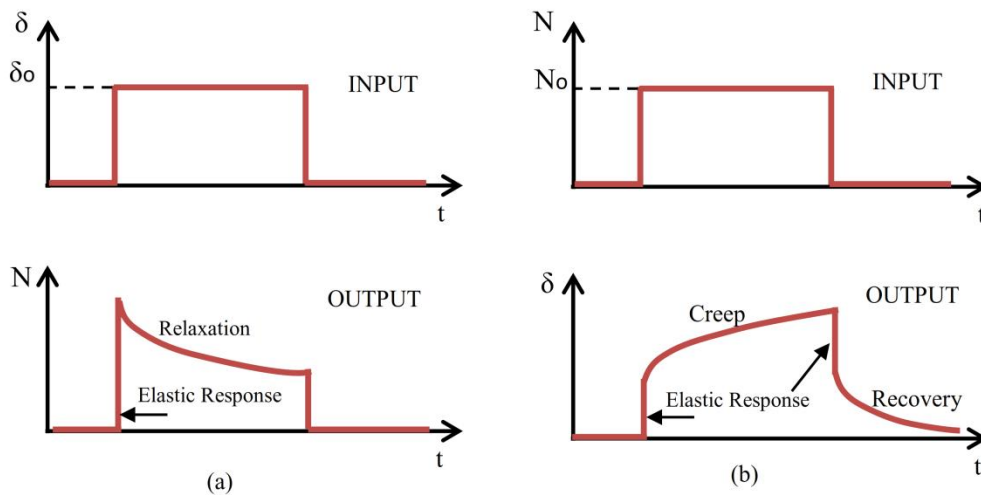 δ
δo
INPUT
t
N
OUTPUT
Relaxation
Elastic Response
t
(a)
N
No
INPUT
t
δ
OUTPUT
Creep
Elastic Response
Recovery
t
(b)